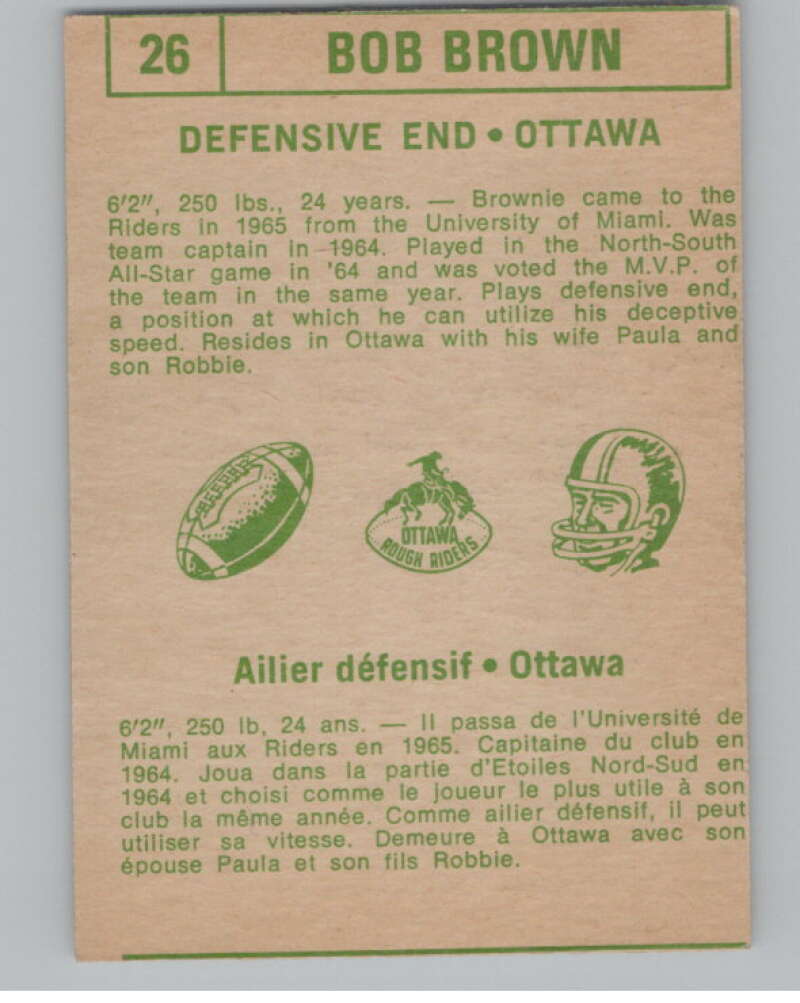 26 BOB BROWN
DEFENSIVE END • OTTAWA
6'2", 250 lbs., 24 years. — Brownie came to the
Riders in 1965 from the University of Miami. Was
team captain in 1964. Played in the North-South
All-Star game in '64 and was voted the M.V.P. of
the team in the same year. Plays defensive end,
a position at which he can utilize his deceptive
speed. Resides in Ottawa with his wife Paula and
son Robbie.
OTTAWA
ROUGH RIDERS
Ailier défensif • Ottawa
6'2", 250 lb, 24 ans. — Il passa de l'Université de
Miami aux Riders en 1965. Capitaine du club en
1964. Joua dans la partie d'Etoiles Nord-Sud en
1964 et choisi comme le joueur le plus utile à son
club la même année. Comme ailier défensif, il peut
utiliser sa vitesse. Demeure à Ottawa avec son
épouse Paula et son fils Robbie.